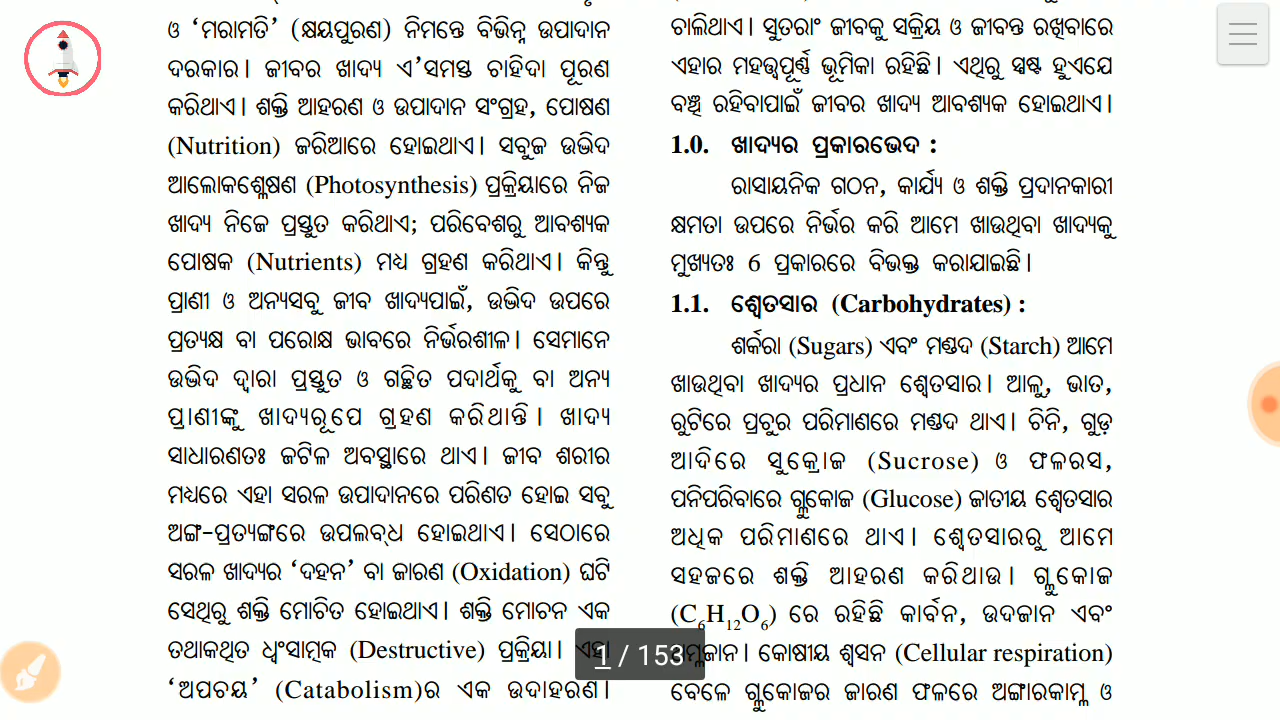 ଓ ‘ମରାମତି’ (କ୍ଷୟପୂରଣ) ନିମନ୍ତେ ବିଭିନ୍ନ ଉପାଦାନ
ଦରକାର। ଜୀବର ଖାଦ୍ୟ ଏ’ସମସ୍ତ ଚାହିଦା ପୂରଣ
କରିଥାଏ। ଶକ୍ତି ଆହରଣ ଓ ଉପାଦାନ ସଂଗ୍ରହ, ପୋଷଣ
(Nutrition) ଜରିଆରେ ହୋଇଥାଏ। ସବୁଜ ଉଦ୍ଭିଦ
ଆଲୋକଶ୍ଳେଷଣ (Photosynthesis) ପ୍ରକ୍ରିୟାରେ ନିଜ
ଖାଦ୍ୟ ନିଜେ ପ୍ରସ୍ତୁତ କରିଥାଏ; ପରିବେଶରୁ ଆବଶ୍ୟକ
ପୋଷକ (Nutrients) ମଧ୍ୟ ଗ୍ରହଣ କରିଥାଏ। କିନ୍ତୁ
ପ୍ରାଣୀ ଓ ଅନ୍ୟସବୁ ଜୀବ ଖାଦ୍ୟପାଇଁ, ଉଦ୍ଭିଦ ଉପରେ
ପ୍ରତ୍ୟକ୍ଷ ବା ପରୋକ୍ଷ ଭାବରେ ନିର୍ଭରଶୀଳ। ସେମାନେ
ଉଦ୍ଭିଦ ଦ୍ୱାରା ପ୍ରସ୍ତୁତ ଓ ଗଚ୍ଛିତ ପଦାର୍ଥକୁ ବା ଅନ୍ୟ
ପ୍ରାଣୀଙ୍କୁ ଖାଦ୍ୟରୂପେ ଗ୍ରହଣ କରିଥାନ୍ତି। ଖାଦ୍ୟ
ସାଧାରଣତଃ ଜଟିଳ ଅବସ୍ଥାରେ ଥାଏ। ଜୀବ ଶରୀର
ମଧ୍ୟରେ ଏହା ସରଳ ଉପାଦାନରେ ପରିଣତ ହୋଇ ସବୁ
ଅଙ୍ଗ-ପ୍ରତ୍ୟଙ୍ଗରେ ଉପଲବ୍ଧ ହୋଇଥାଏ। ସେଠାରେ
ସରଳ ଖାଦ୍ୟର ‘ଦହନ’ ବା ଜାରଣ (Oxidation) ଘଟି
ସେଥିରୁ ଶକ୍ତି ମୋଚିତ ହୋଇଥାଏ। ଶକ୍ତି ମୋଚନ ଏକ
ତଥାକଥିତ ଧ୍ୱଂସାତ୍ମକ (Destructive) ପ୍ରକ୍ରିୟା। ଏହା
‘ଅପଚୟ’ (Catabolism)ର ଏକ ଉଦାହରଣ।
ଚାଲିଥାଏ। ସୁତରାଂ ଜୀବକୁ ସକ୍ରିୟ ଓ ଜୀବନ୍ତ ରଖିବାରେ
ଏହାର ମହତ୍ତ୍ୱପୂର୍ଣ୍ଣ ଭୂମିକା ରହିଛି। ଏଥିରୁ ସ୍ପଷ୍ଟ ହୁଏଯେ
ବଞ୍ଚି ରହିବାପାଇଁ ଜୀବର ଖାଦ୍ୟ ଆବଶ୍ୟକ ହୋଇଥାଏ।
1.0. ଖାଦ୍ୟର ପ୍ରକାରଭେଦ :
ରାସାୟନିକ ଗଠନ, କାର୍ଯ୍ୟ ଓ ଶକ୍ତି ପ୍ରଦାନକାରୀ
କ୍ଷମତା ଉପରେ ନିର୍ଭର କରି ଆମେ ଖାଉଥିବା ଖାଦ୍ୟକୁ
ମୁଖ୍ୟତଃ 6 ପ୍ରକାରରେ ବିଭକ୍ତ କରାଯାଇଛି।
1.1. ଶ୍ୱେତସାର (Carbohydrates) :
ଶର୍କରା (Sugars) ଏବଂ ମଣ୍ଡଦ (Starch) ଆମେ
ଖାଉଥିବା ଖାଦ୍ୟର ପ୍ରଧାନ ଶ୍ୱେତସାର। ଆଳୁ, ଭାତ,
ରୁଟିରେ ପ୍ରଚୁର ପରିମାଣରେ ମଣ୍ଡଦ ଥାଏ। ଚିନି, ଗୁଡ଼
ଆଦିରେ ସୁକ୍ରୋଜ (Sucrose) ଓ ଫଳରସ,
ପନିପରିବାରେ ଗ୍ଲୁକୋଜ (Glucose) ଜାତୀୟ ଶ୍ୱେତସାର
ଅଧିକ ପରିମାଣରେ ଥାଏ। ଶ୍ୱେତସାରରୁ ଆମେ
ସହଜରେ ଶକ୍ତି ଆହରଣ କରିଥାଉ। ଗ୍ଲୁକୋଜ
(C₆H₁₂O₆) ରେ ରହିଛି କାର୍ବନ, ଉଦଜାନ ଏବଂ
ଅମ୍ଳଜାନ। କୋଷୀୟ ଶ୍ୱସନ (Cellular respiration)
ବେଳେ ଗ୍ଲୁକୋଜର ଜାରଣ ଫଳରେ ଅଙ୍ଗାରକାମ୍ଳ ଓ
1 / 153